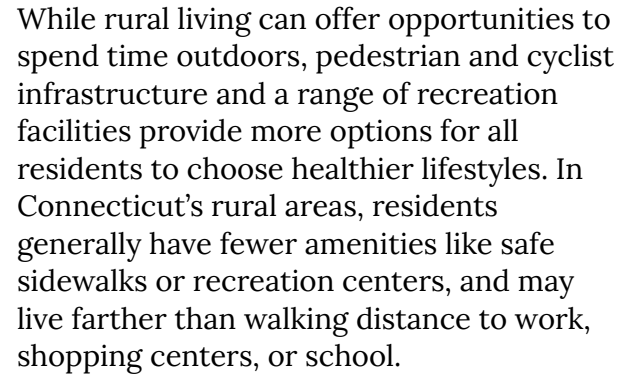 While rural living can offer opportunities to
spend time outdoors, pedestrian and cyclist
infrastructure and a range of recreation
facilities provide more options for all
residents to choose healthier lifestyles. In
Connecticut’s rural areas, residents
generally have fewer amenities like safe
sidewalks or recreation centers, and may
live farther than walking distance to work,
shopping centers, or school.